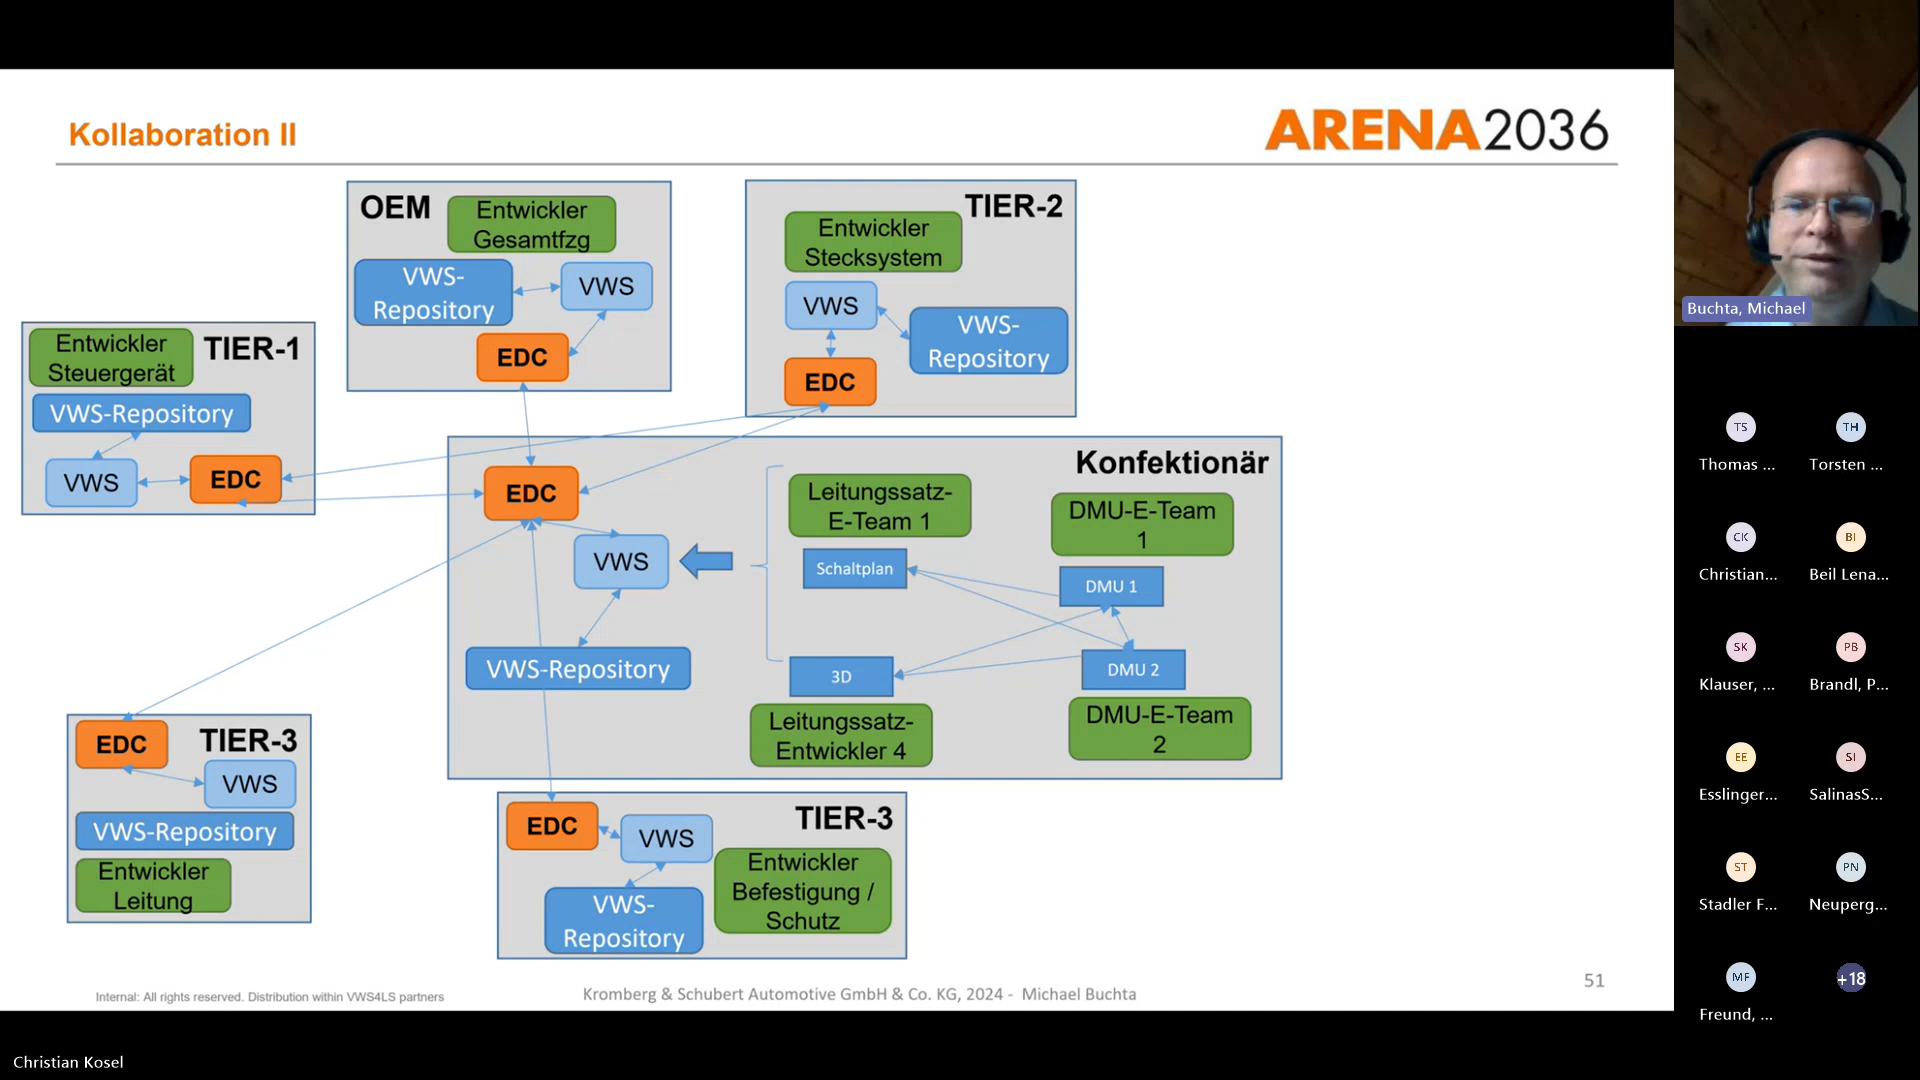 Kollaboration II
ARENA2036
OEM
Entwickler
Gesamtfzg
VWS-
Repository
VWS
EDC
TIER-2
Entwickler
Stecksystem
VWS
VWS-
Repository
EDC
Entwickler
Steuergerät
TIER-1
VWS-Repository
VWS
EDC
Konfektionär
EDC
VWS
VWS-Repository
Leitungssatz-
E-Team 1
Schaltplan
3D
Leitungssatz-
Entwickler 4
DMU-E-Team
1
DMU 1
DMU 2
DMU-E-Team
2
EDC
TIER-3
VWS
VWS-Repository
Entwickler
Leitung
EDC
VWS
TIER-3
VWS-
Repository
Entwickler
Befestigung /
Schutz
Internal: All rights reserved. Distribution within VWS4LS partners
Kromberg & Schubert Automotive GmbH & Co. KG, 2024 - Michael Buchta
51
Buchta, Michael
TS
Thomas ...
TH
Torsten ...
CK
Christian...
BI
Beil Lena...
SK
Klauser, ...
PB
Brandl, P...
EE
Esslinger...
SI
SalinasS...
ST
Stadler F...
PN
Neuperg...
MF
Freund, ...
+18
Christian Kosel